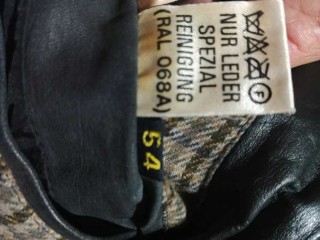 F
NUR LEDER
SPEZIAL
REINIGUNG
(RAL 068A)
54